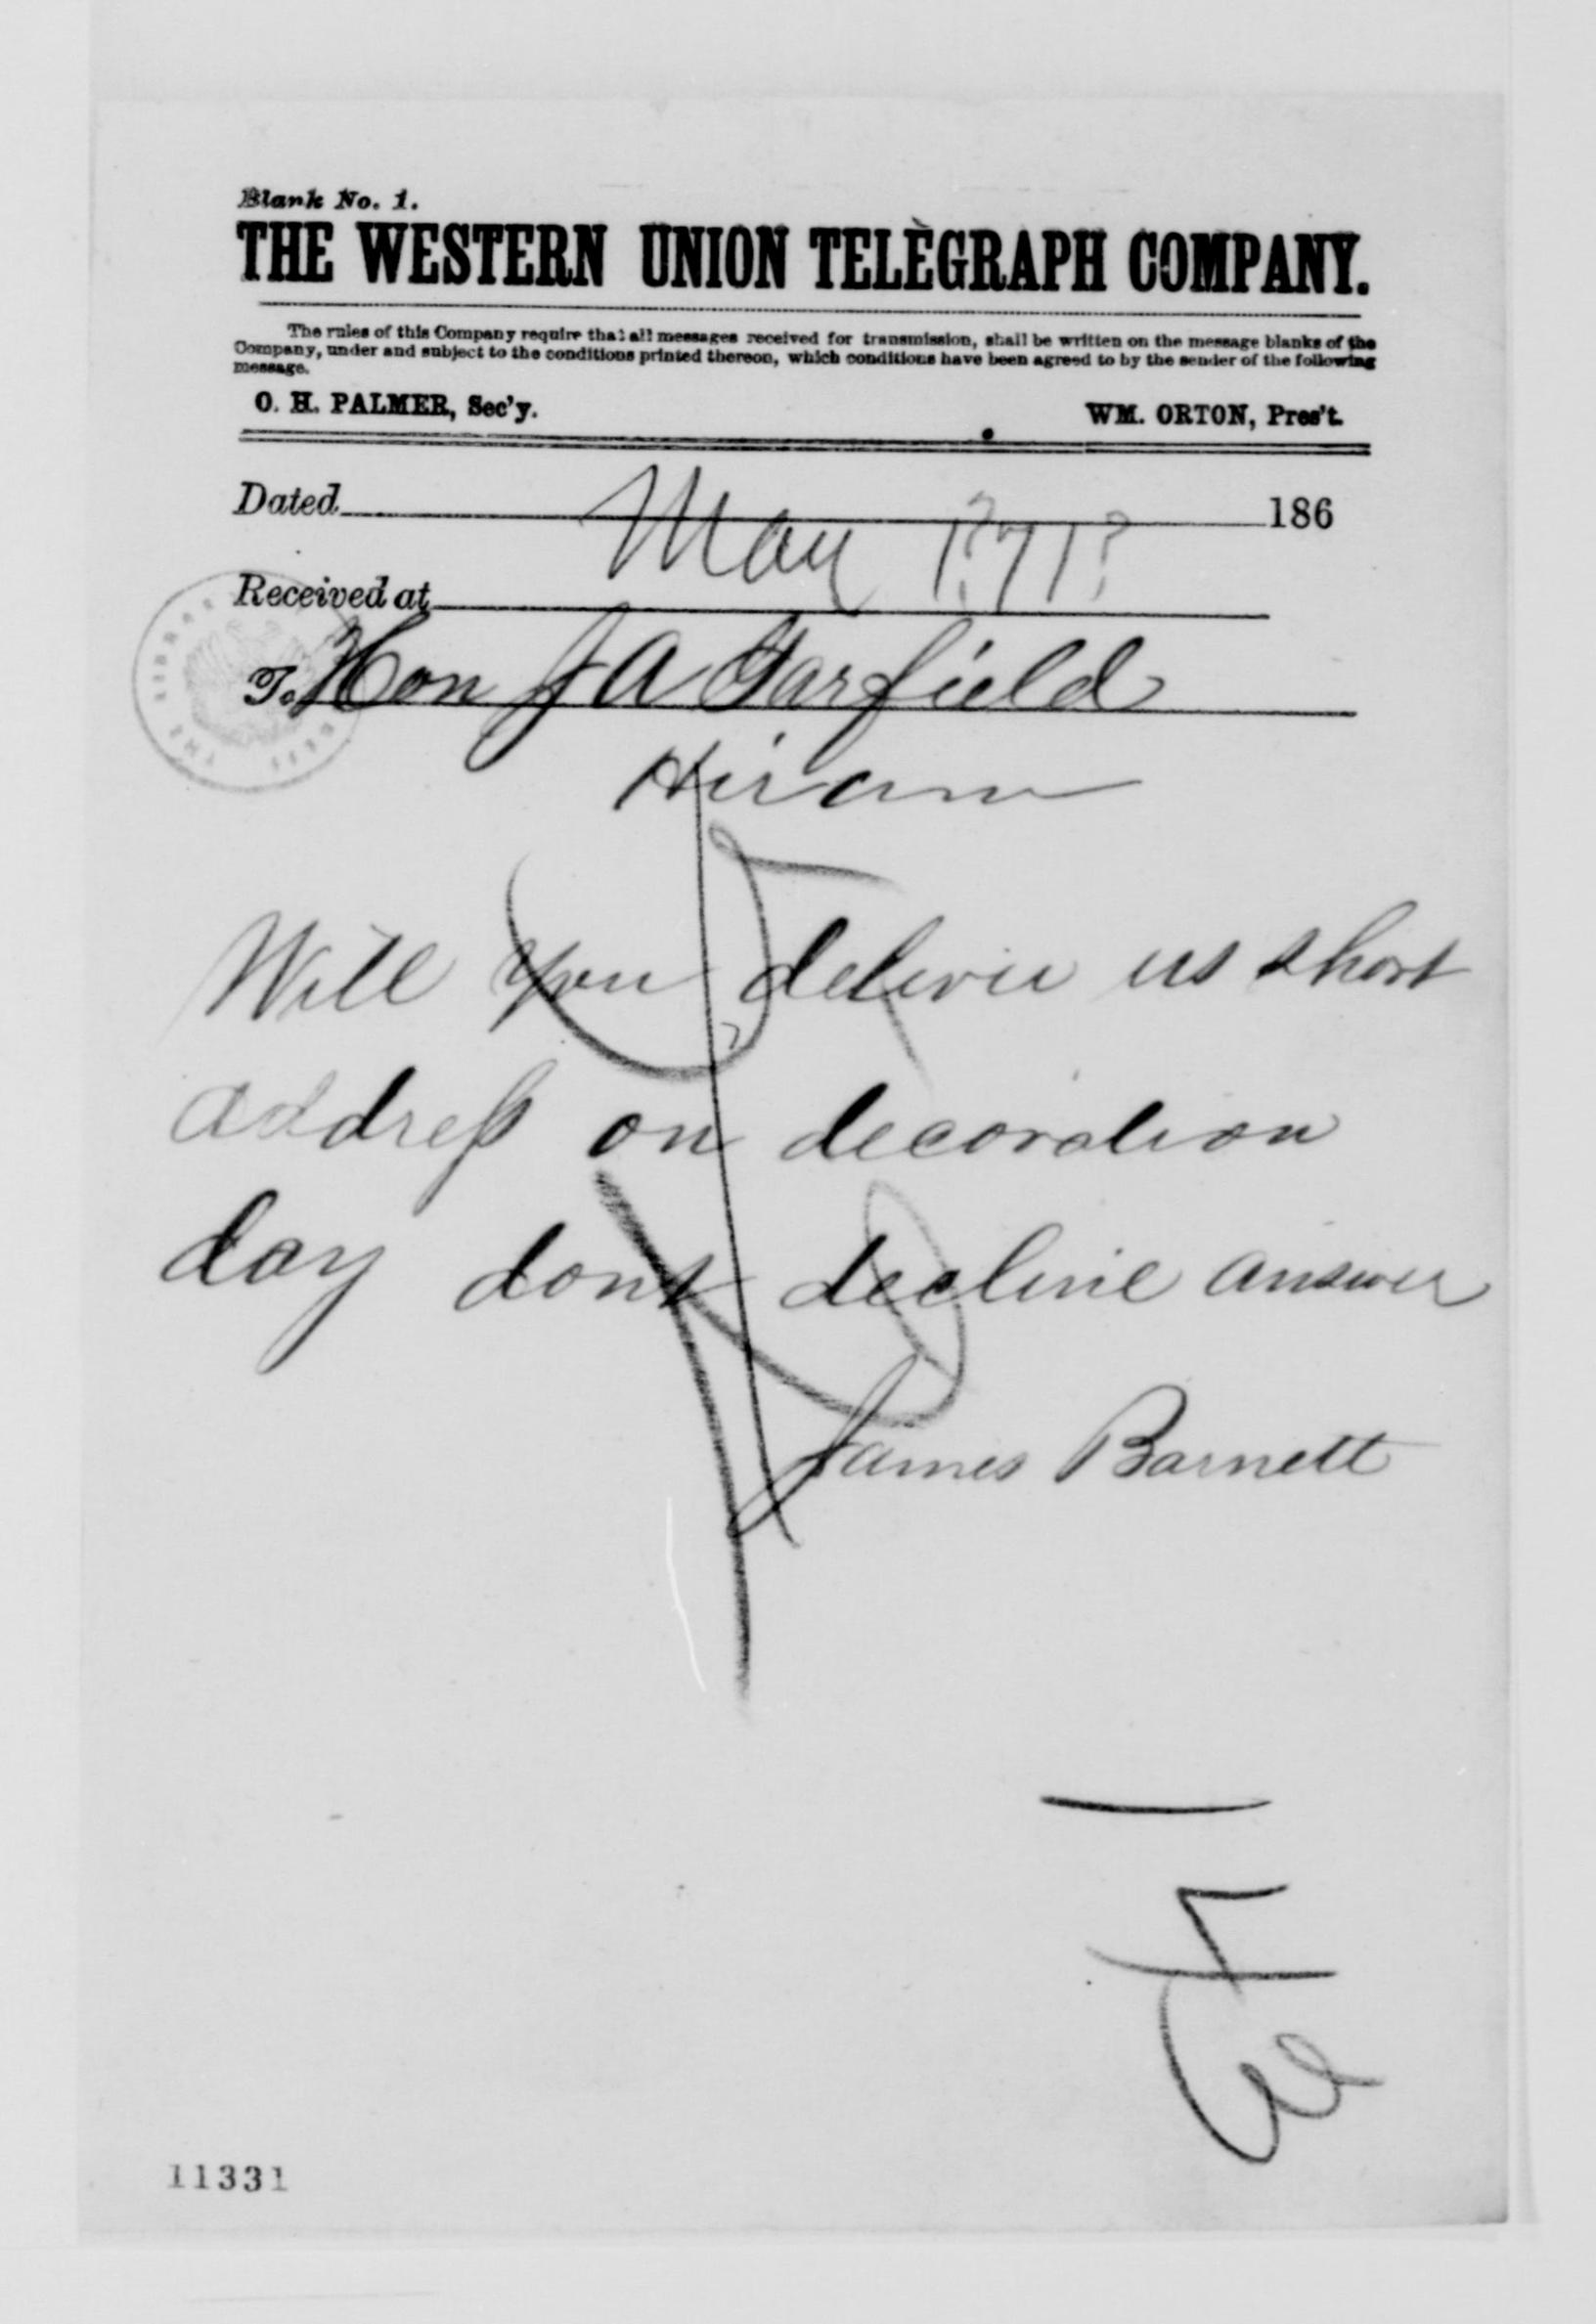 Blank No. 1.
THE WESTERN UNION TELEGRAPH COMPANY.
The rules of this Company require that all messages received for transmission, shall be written on the message blanks of the
Company, under and subject to the conditions printed thereon, which conditions have been agreed to by the sender of the following
message.
O. H. PALMER, Sec'y. WM. ORTON, Pres't.
Dated 186
May 1?71?
Received at
To Hon J A Garfield
Hiram
Will you deliver us short
address on decoration
day dont decline answer
James Barnett
11331